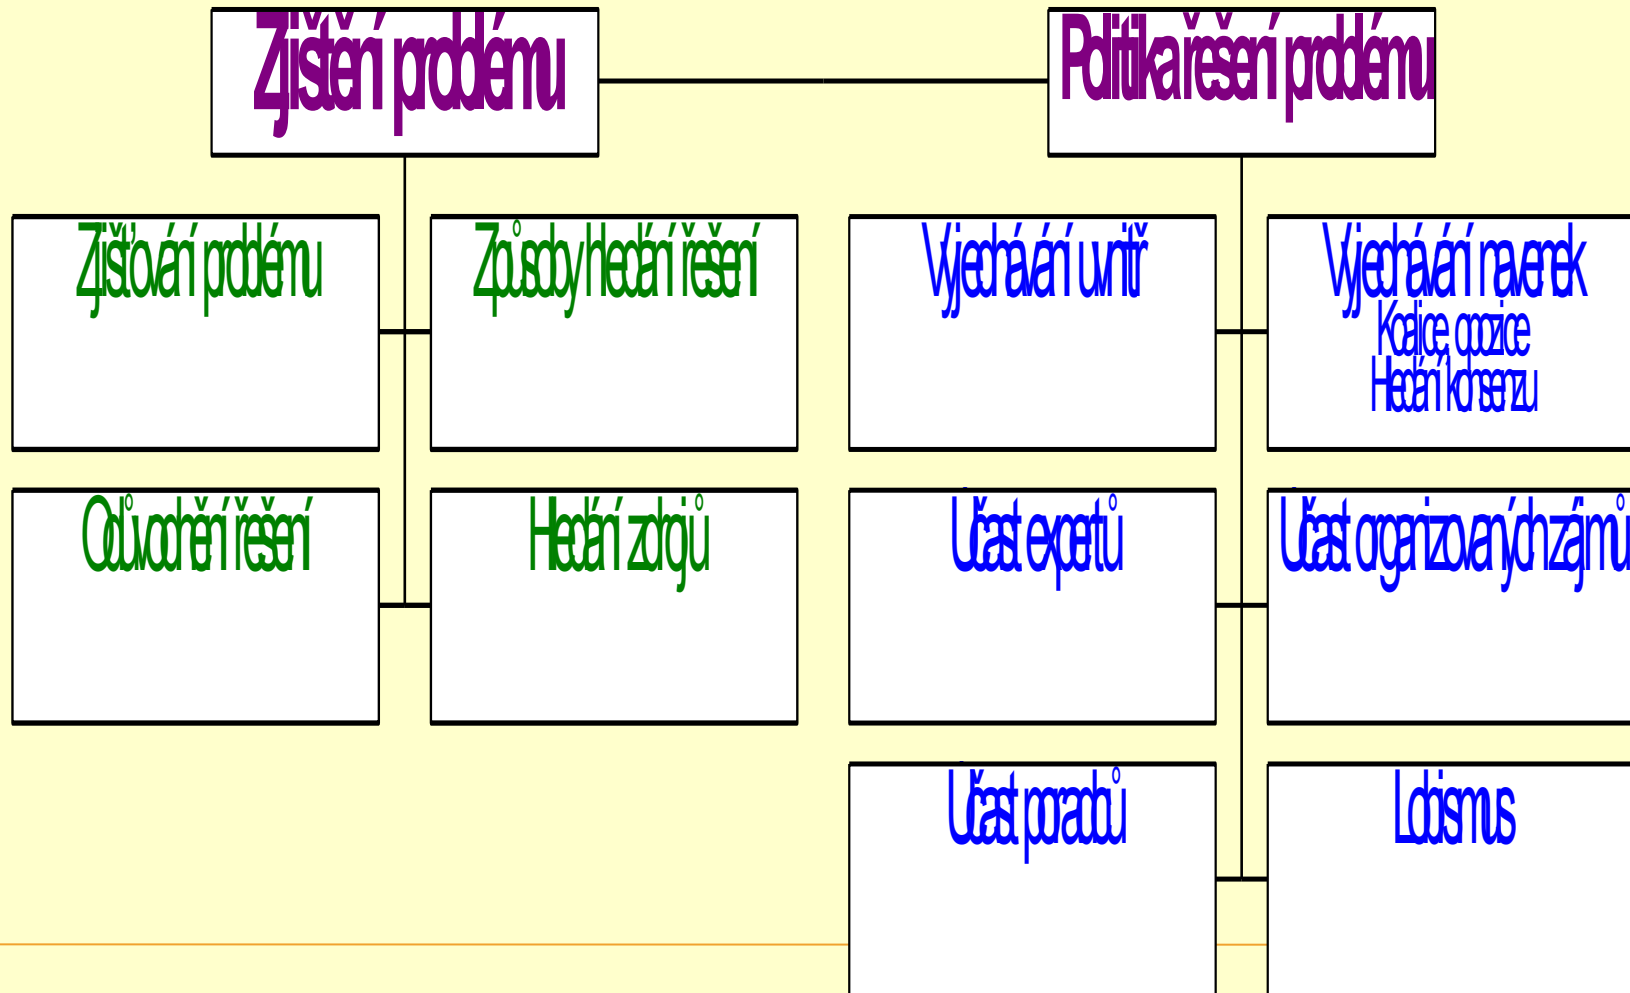 Zjištění problému
Politika řešení problému
Zjišťování problému
Způsoby hledání řešení
Vyjednávání uvnitř
Vyjednávání navenek
Koalice, opozice
Hledání konsenzu
Odůvodnění řešení
Hledání zdrojů
Účast expertů
Účast organizovaných zájmů
Účast poradců
Lobismus